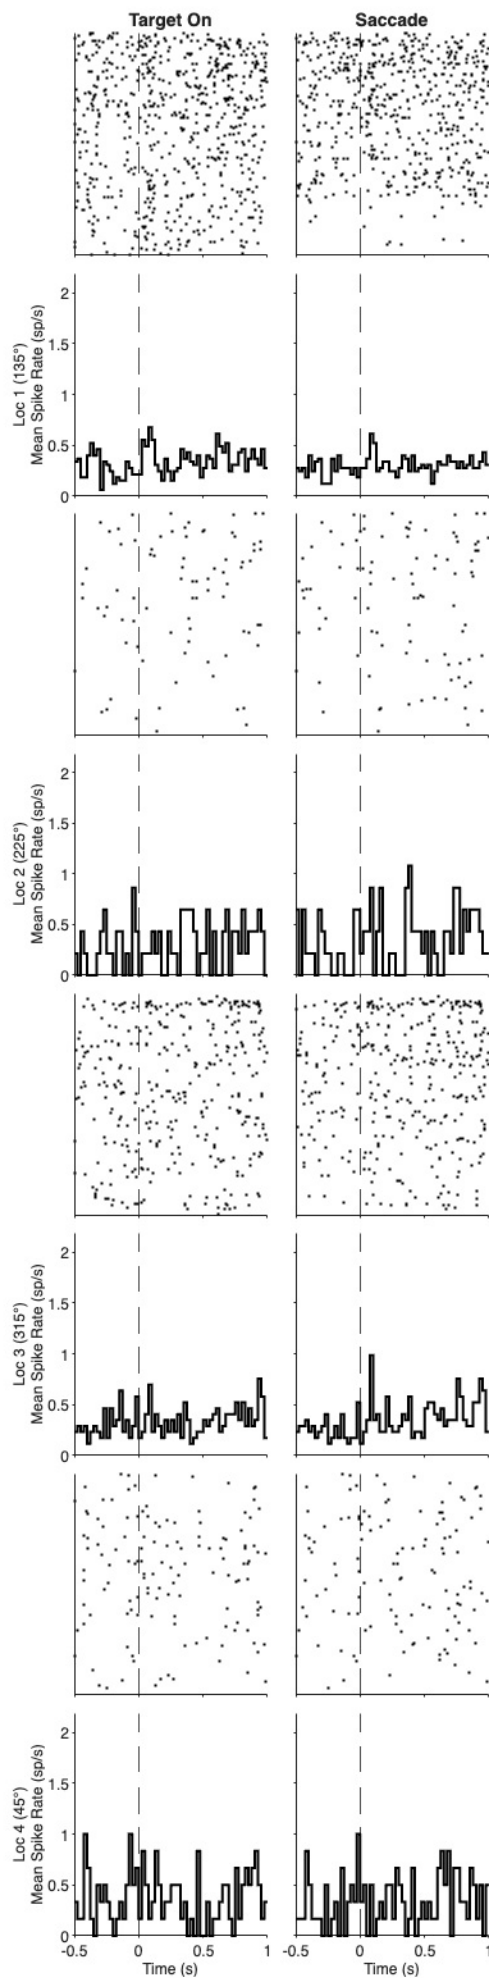 Target On Saccade
Loc 1 (135°)
Mean Spike Rate (sp/s)
2
1.5
1
0.5
0
Loc 2 (225°)
Mean Spike Rate (sp/s)
2
1.5
1
0.5
0
Loc 3 (315°)
Mean Spike Rate (sp/s)
2
1.5
1
0.5
0
Loc 4 (45°)
Mean Spike Rate (sp/s)
2
1.5
1
0.5
0
-0.5 0 0.5 1 -0.5 0 0.5 1
Time (s) Time (s)